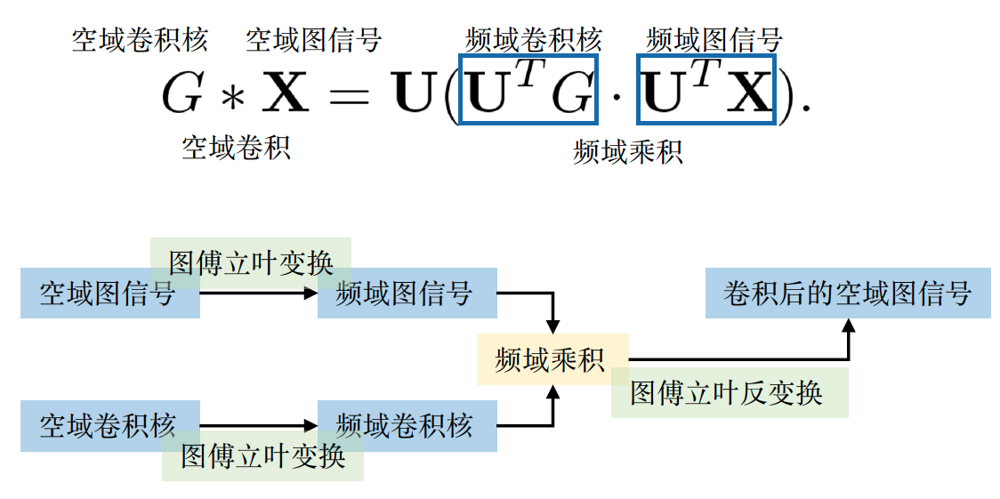 空域卷积核 空域图信号 频域卷积核 频域图信号
G * X = U(U^T G · U^T X).
空域卷积 频域乘积
图傅立叶变换
空域图信号 频域图信号 卷积后的空域图信号
频域乘积
图傅立叶反变换
空域卷积核 频域卷积核
图傅立叶变换